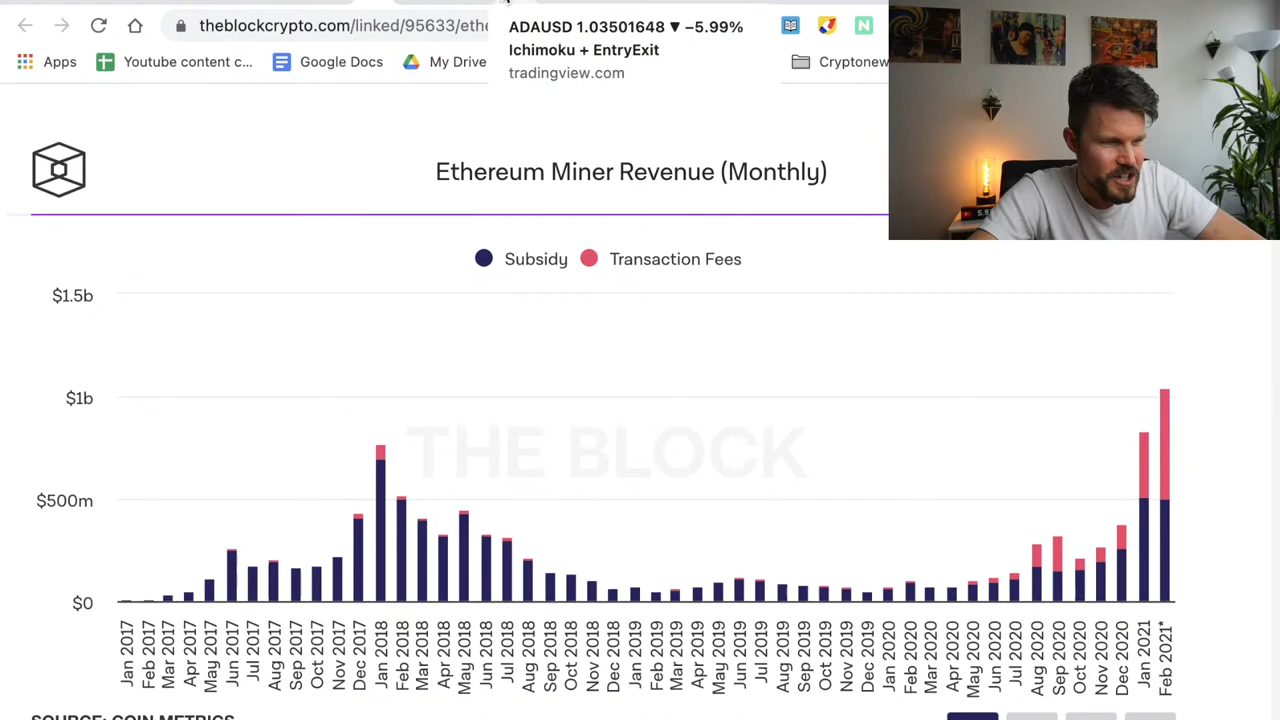 theblockcrypto.com/linked/95633/ethe
ADAUSD 1.03501648 ▼ −5.99%
Ichimoku + EntryExit
tradingview.com
Apps
Youtube content c...
Google Docs
My Drive
Cryptonew
Ethereum Miner Revenue (Monthly)
Subsidy
Transaction Fees
$1.5b
$1b
$500m
$0
THE BLOCK
Jan 2017
Feb 2017
Mar 2017
Apr 2017
May 2017
Jun 2017
Jul 2017
Aug 2017
Sep 2017
Oct 2017
Nov 2017
Dec 2017
Jan 2018
Feb 2018
Mar 2018
Apr 2018
May 2018
Jun 2018
Jul 2018
Aug 2018
Sep 2018
Oct 2018
Nov 2018
Dec 2018
Jan 2019
Feb 2019
Mar 2019
Apr 2019
May 2019
Jun 2019
Jul 2019
Aug 2019
Sep 2019
Oct 2019
Nov 2019
Dec 2019
Jan 2020
Feb 2020
Mar 2020
Apr 2020
May 2020
Jun 2020
Jul 2020
Aug 2020
Sep 2020
Oct 2020
Nov 2020
Dec 2020
Jan 2021
Feb 2021*
SOURCE: COIN METRICS